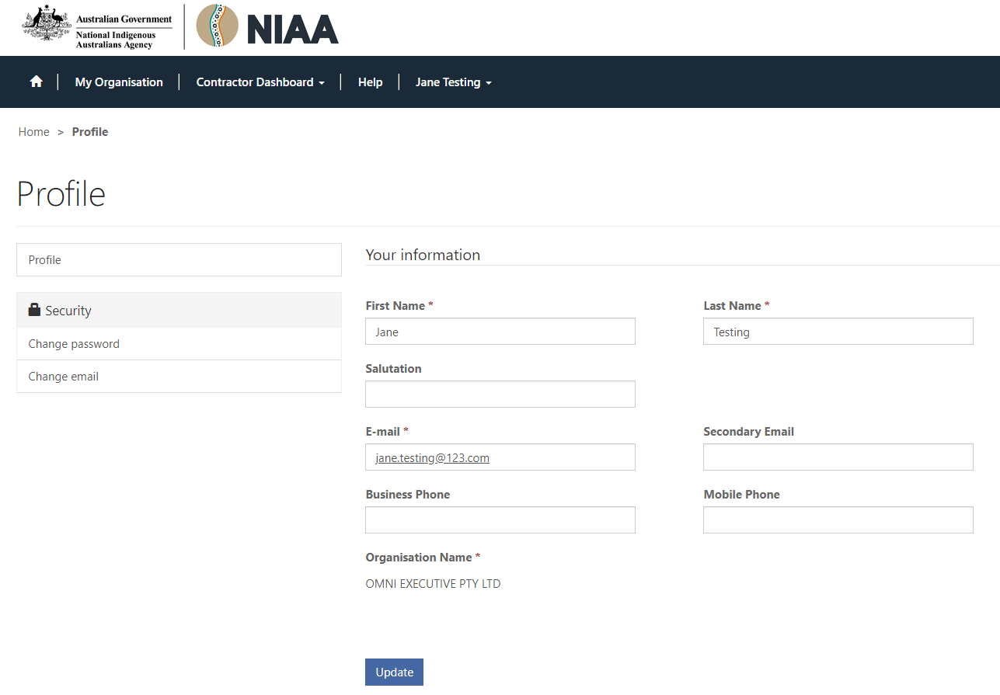 Australian Government
National Indigenous
Australians Agency
NIAA
My Organisation
Contractor Dashboard
Help
Jane Testing
Home > Profile
Profile
Profile
Security
Change password
Change email
Your information
First Name *
Last Name *
Jane
Testing
Salutation
E-mail *
Secondary Email
jane.testing@123.com
Business Phone
Mobile Phone
Organisation Name *
OMNI EXECUTIVE PTY LTD
Update